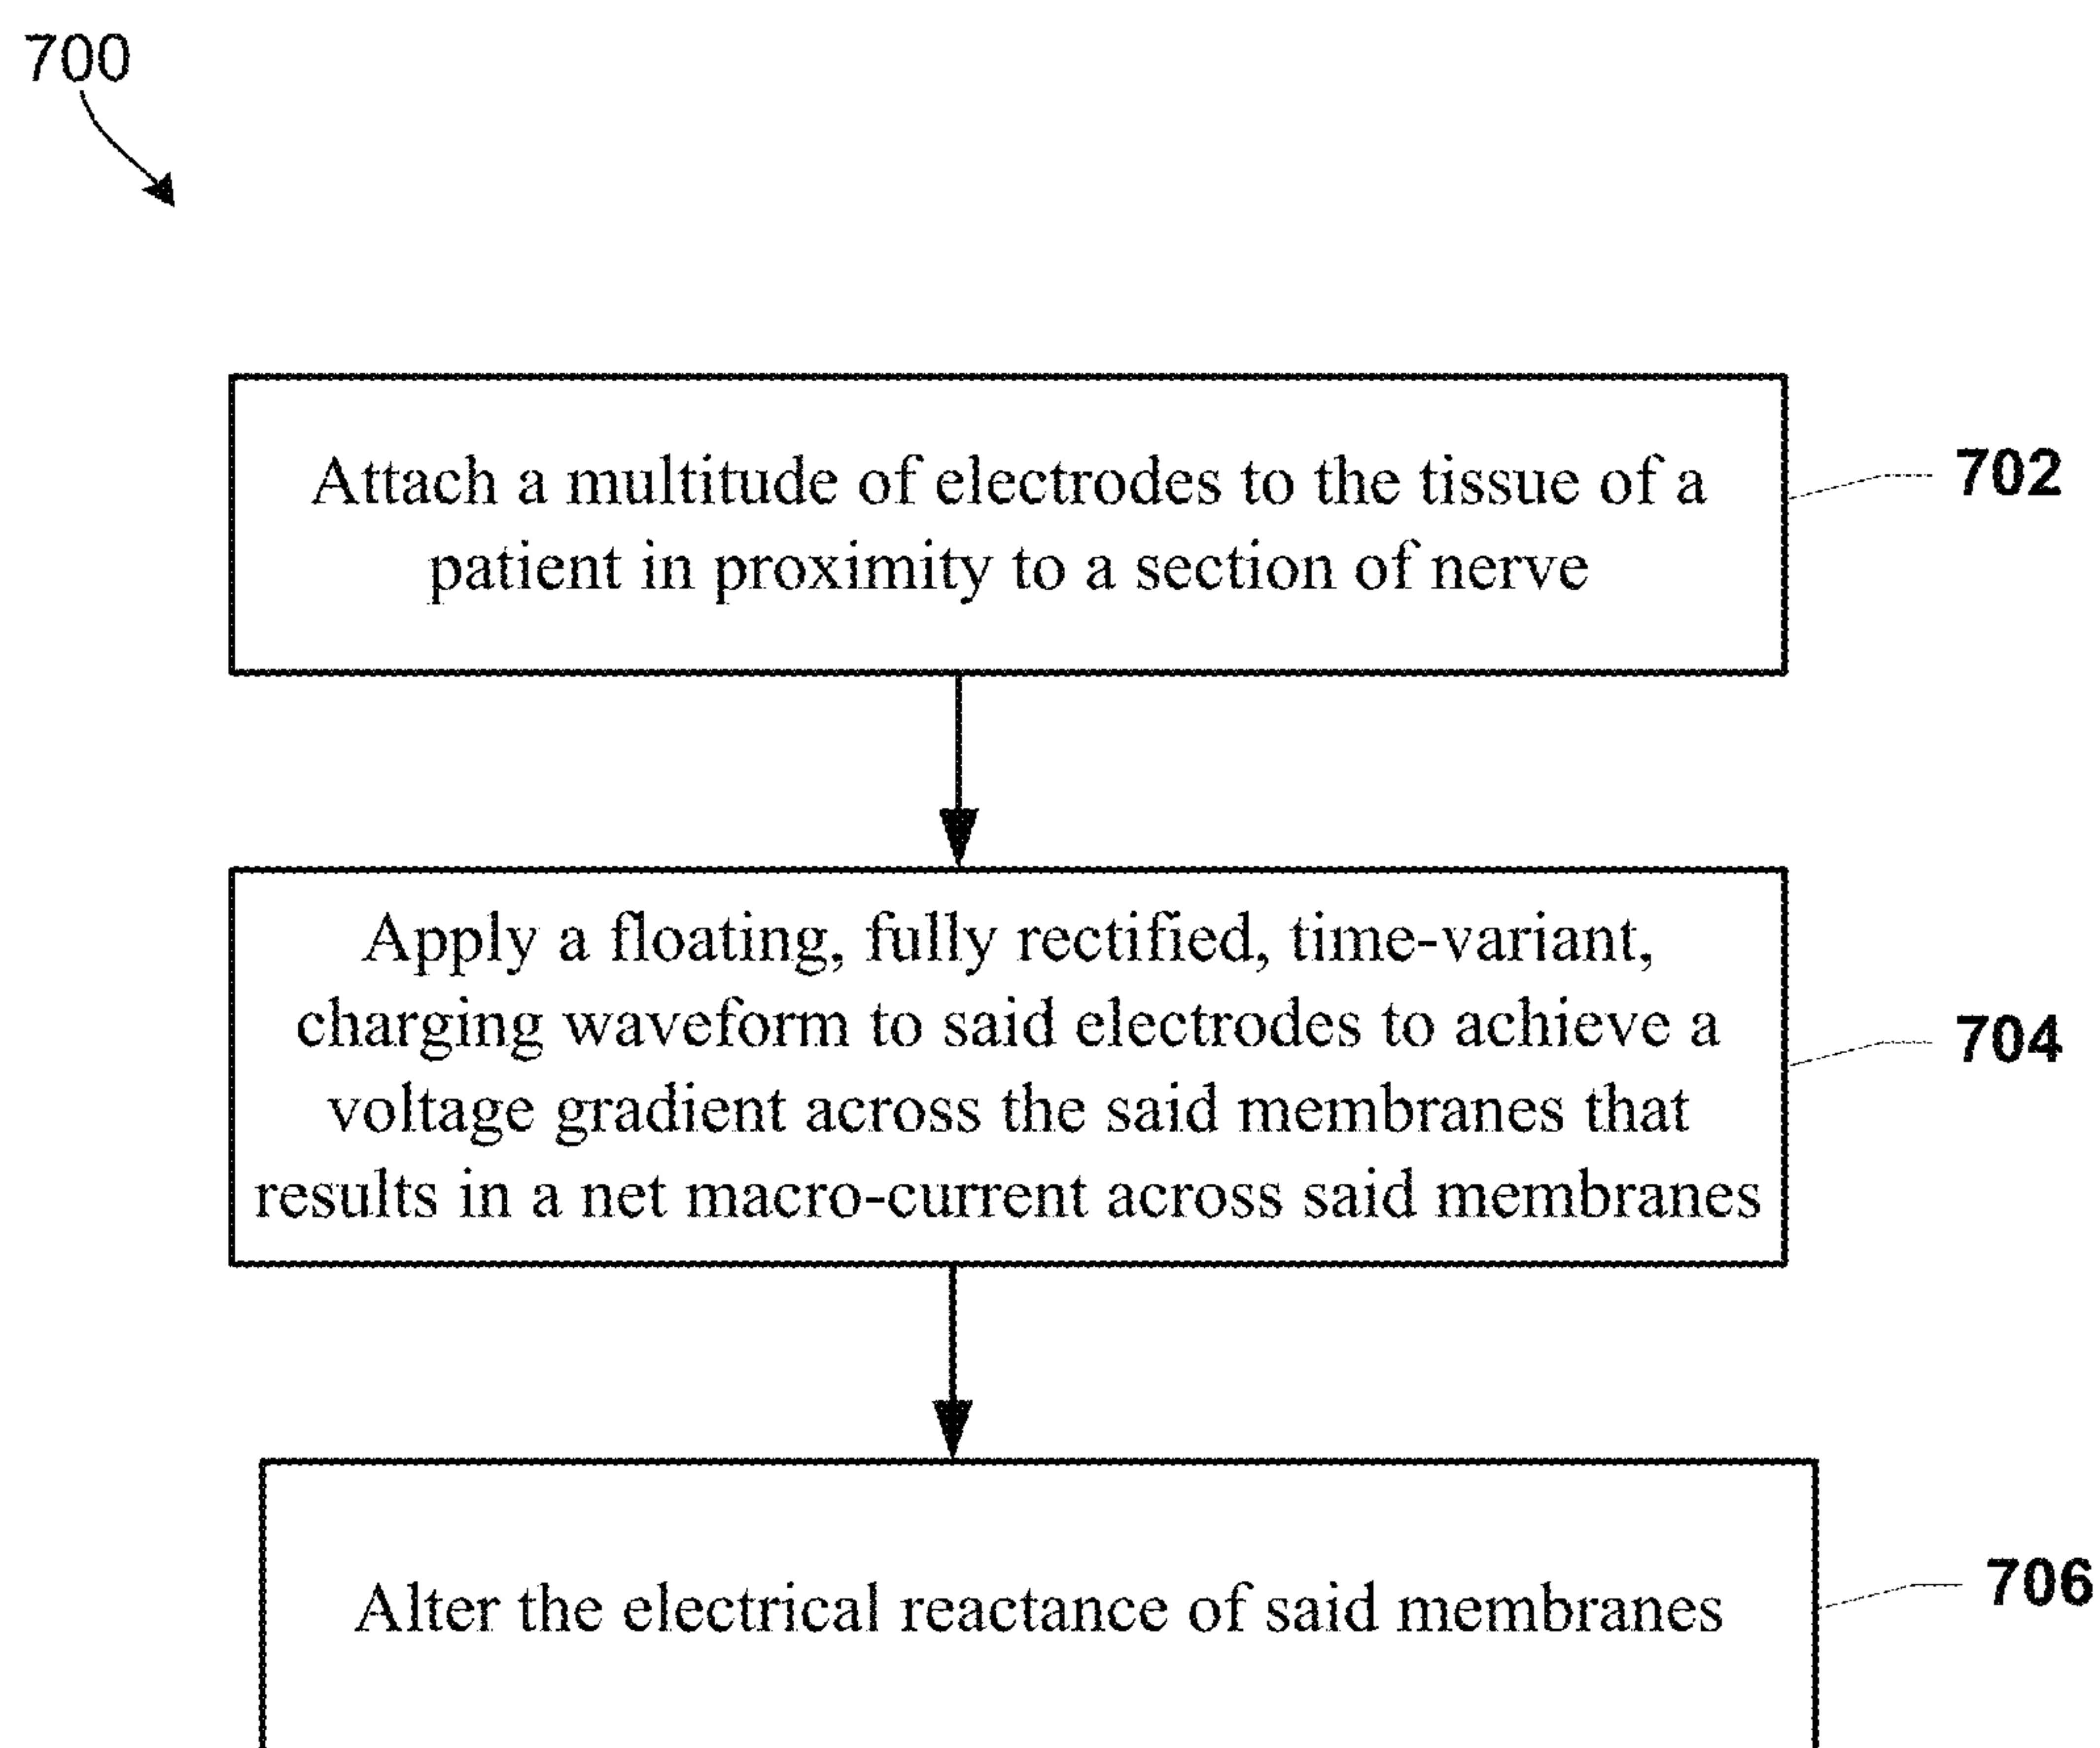 700
Attach a multitude of electrodes to the tissue of a
patient in proximity to a section of nerve
702
Apply a floating, fully rectified, time-variant,
charging waveform to said electrodes to achieve a
voltage gradient across the said membranes that
results in a net macro-current across said membranes
704
Alter the electrical reactance of said membranes
706